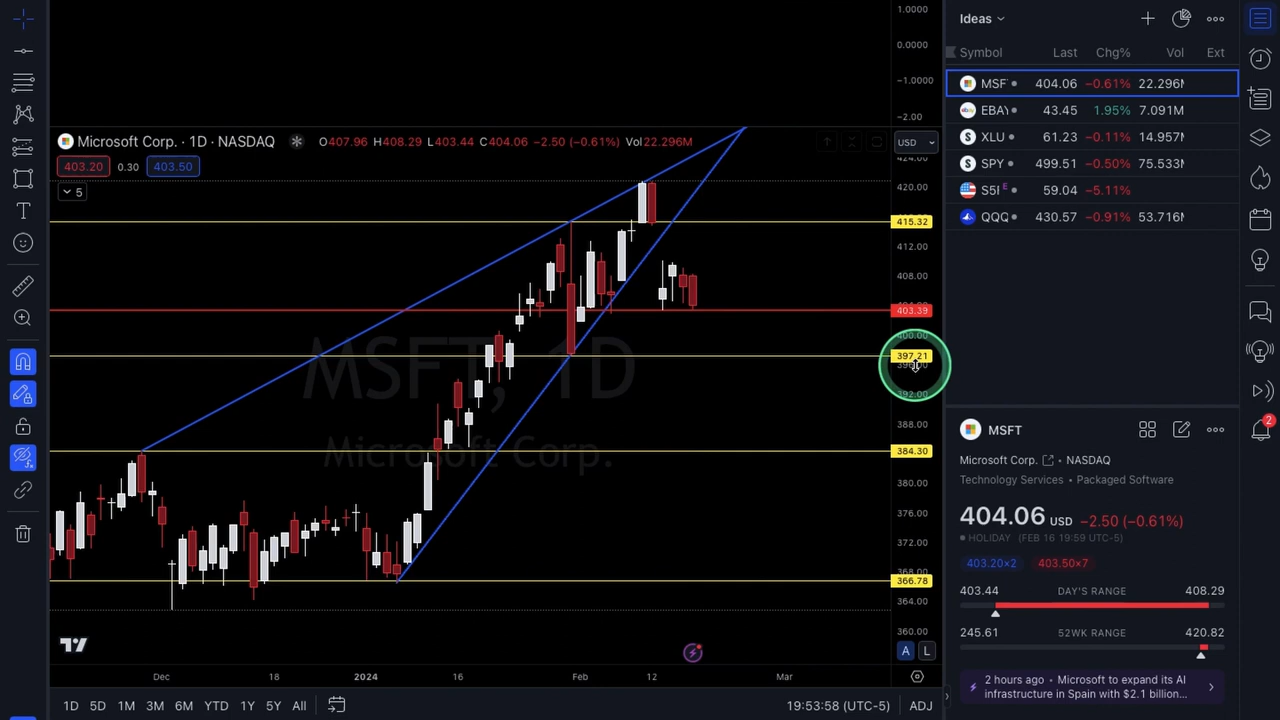 1.0000
0.0000
−1.0000
−2.00
Microsoft Corp. · 1D · NASDAQ O407.96 H408.29 L403.44 C404.06 −2.50 (−0.61%) Vol22.296M
USD
403.20 0.30 403.50
5
420.00
415.32
412.00
408.00
403.39
400.00
397.21
392.00
388.00
384.30
380.00
376.00
372.00
368.00
366.78
364.00
360.00
MSFT, 1D
Microsoft Corp.
A L
Dec 18 2024 16 Feb 12 Mar
1D 5D 1M 3M 6M YTD 1Y 5Y All 19:53:58 (UTC-5) ADJ
Ideas
Symbol Last Chg% Vol Ext
MSF 404.06 −0.61% 22.296M
EBAY 43.45 1.95% 7.091M
XLU 61.23 −0.11% 14.957M
SPY 499.51 −0.50% 75.533M
S5I E 59.04 −5.11%
QQQ 430.57 −0.91% 53.716M
MSFT
Microsoft Corp. • NASDAQ
Technology Services • Packaged Software
404.06 USD −2.50 (−0.61%)
HOLIDAY (FEB 16 19:59 UTC-5)
403.20×2 403.50×7
403.44 DAY'S RANGE 408.29
245.61 52WK RANGE 420.82
2 hours ago • Microsoft to expand its AI
infrastructure in Spain with $2.1 billion...
2